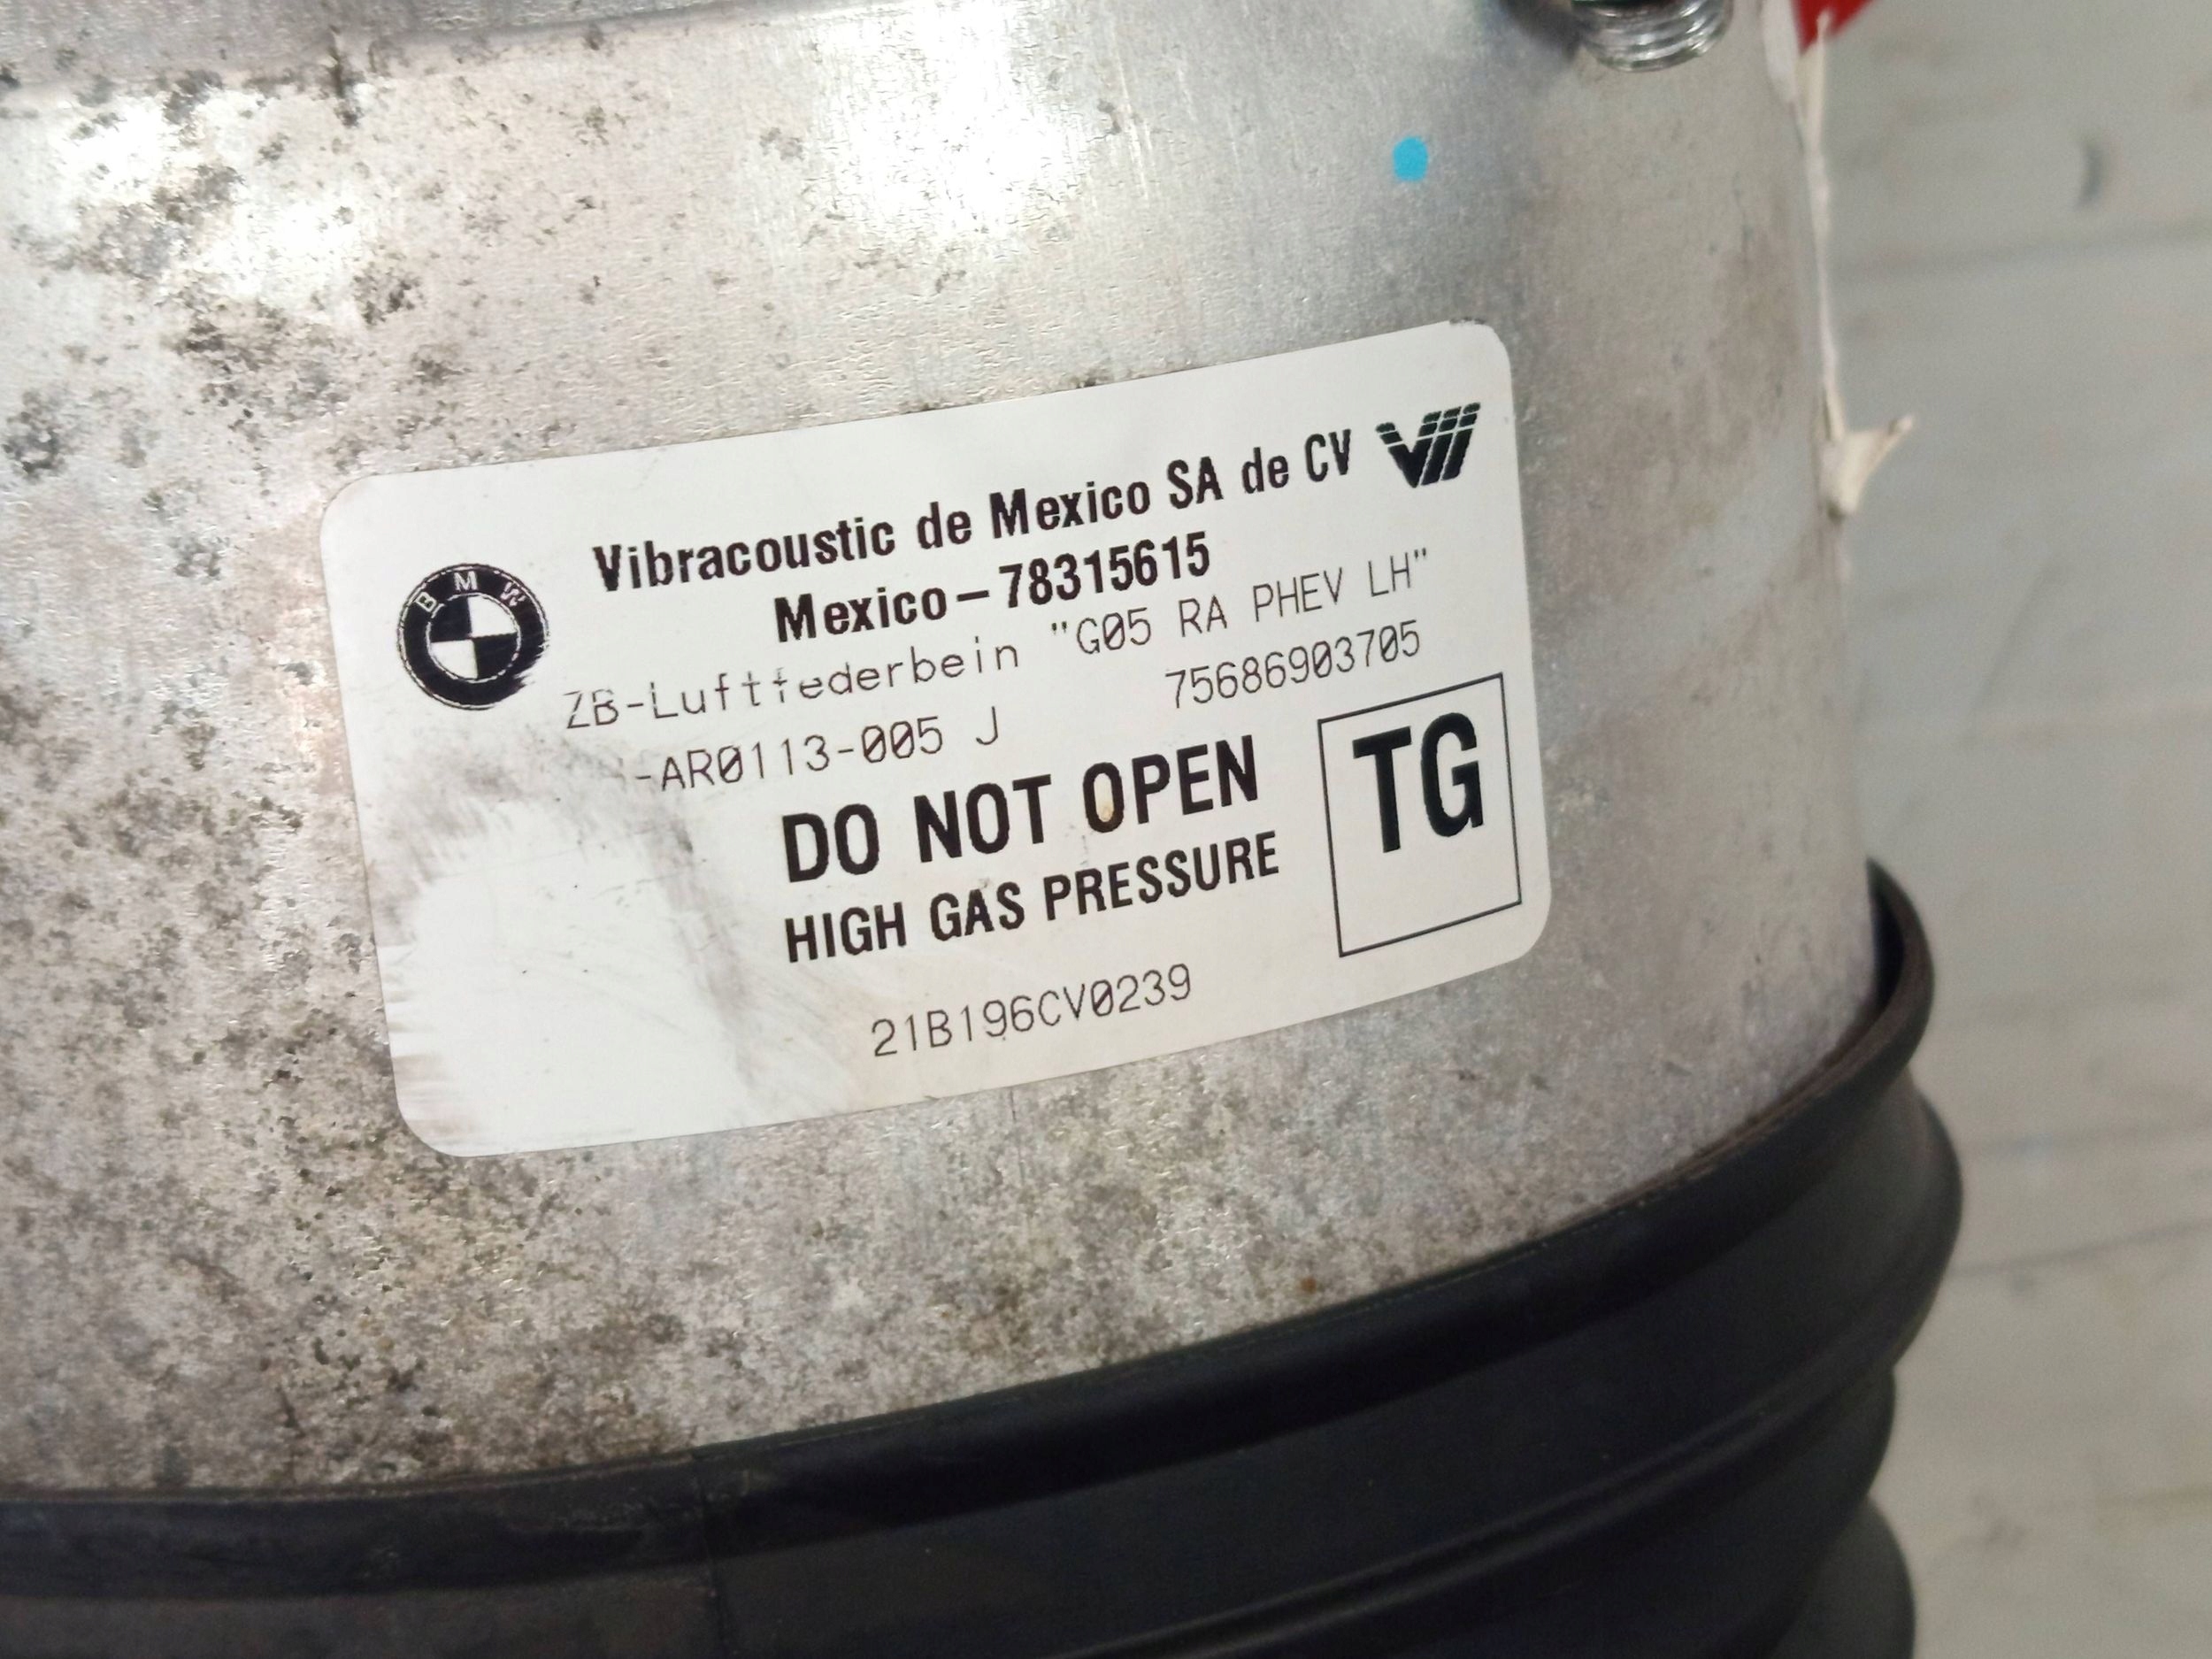 Vibracoustic de Mexico SA de CV
Mexico – 78315615
BMW
ZB-Luftfederbein "G05 RA PHEV LH"
-AR0113-005 J 75686903705
DO NOT OPEN
TG
HIGH GAS PRESSURE
21B196CV0239